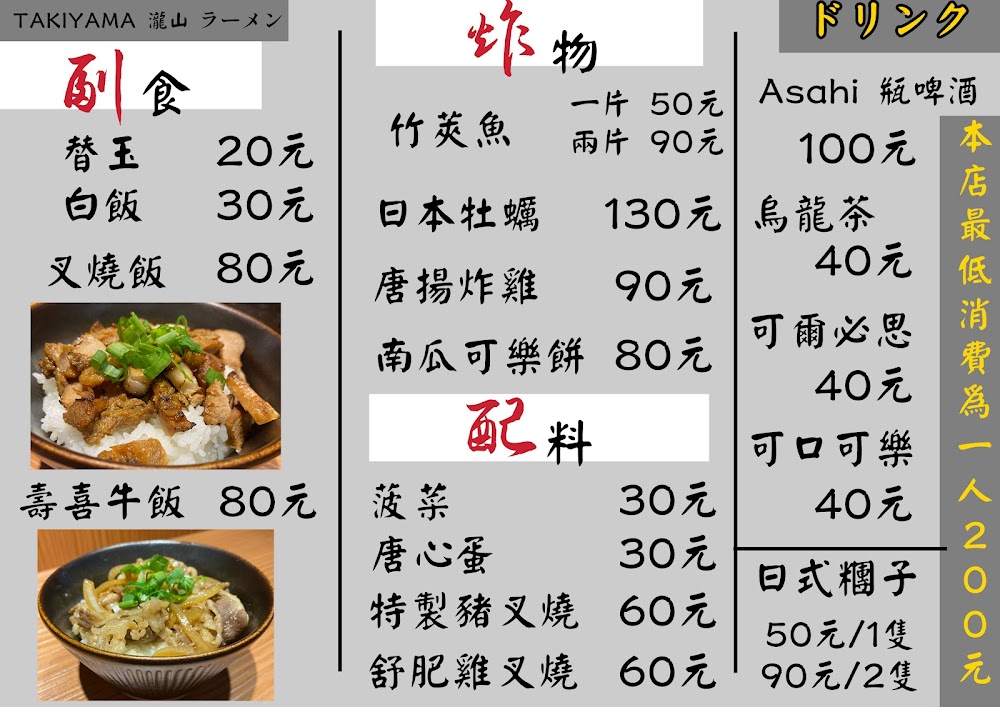 TAKIYAMA 瀧山 ラーメン
副食
替玉 20元
白飯 30元
叉燒飯 80元
壽喜牛飯 80元
炸物
竹莢魚 一片 50元
兩片 90元
日本牡蠣 130元
唐揚炸雞 90元
南瓜可樂餅 80元
配料
菠菜 30元
唐心蛋 30元
特製豬叉燒 60元
舒肥雞叉燒 60元
ドリンク
Asahi 瓶啤酒
100元
烏龍茶
40元
可爾必思
40元
可口可樂
40元
日式糰子
50元/1隻
90元/2隻
本店最低消費為一人200元